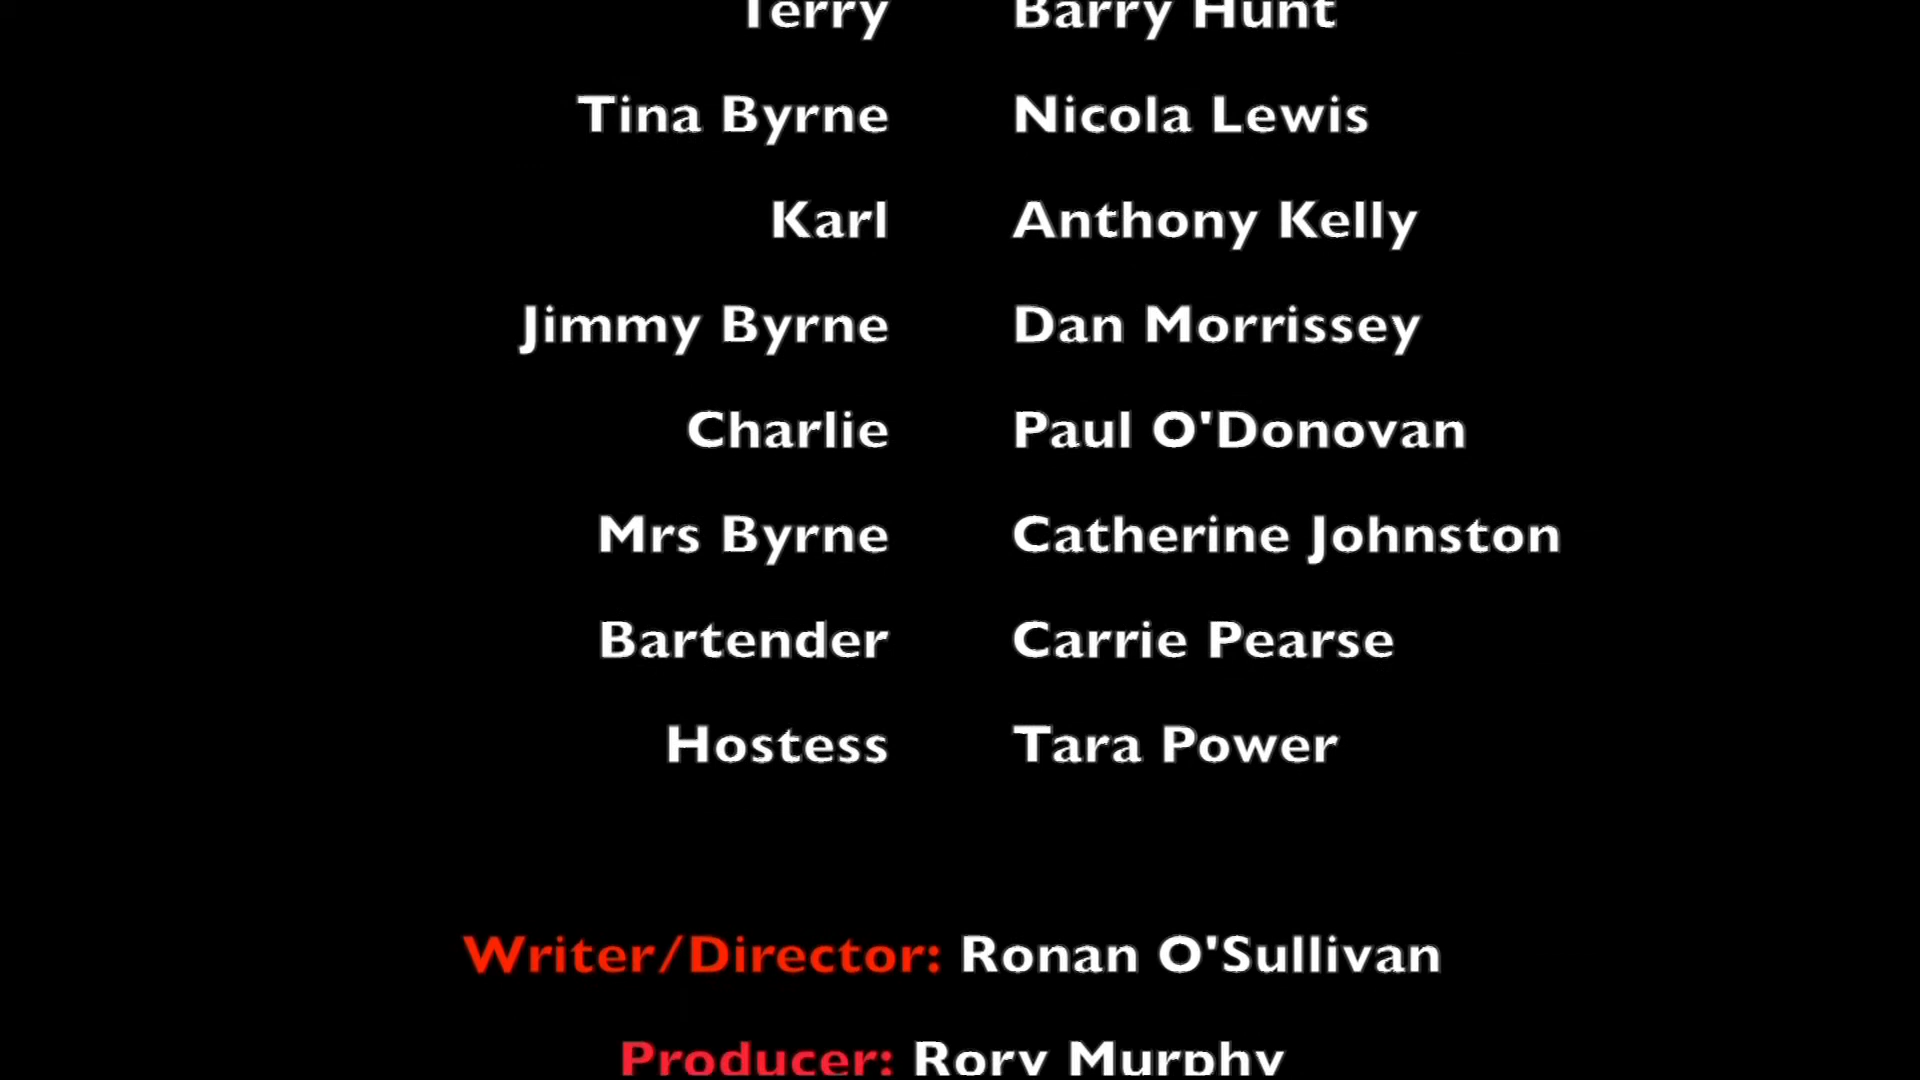 Terry Barry Hunt
Tina Byrne Nicola Lewis
Karl Anthony Kelly
Jimmy Byrne Dan Morrissey
Charlie Paul O'Donovan
Mrs Byrne Catherine Johnston
Bartender Carrie Pearse
Hostess Tara Power
Writer/Director: Ronan O'Sullivan
Producer: Rory Murphy